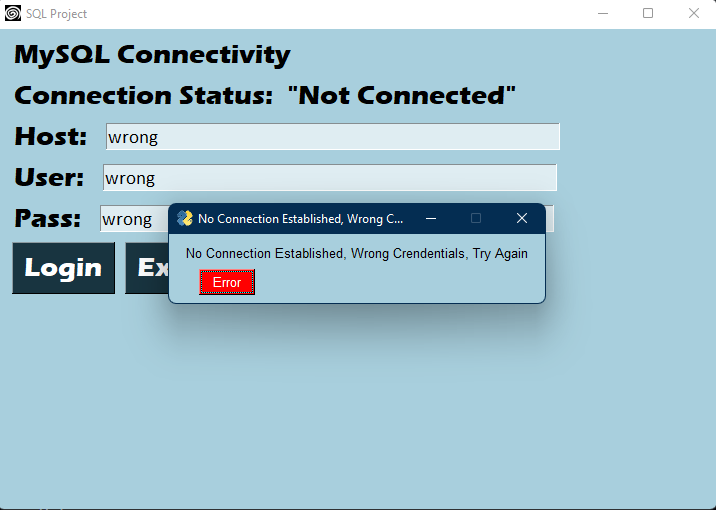 SQL Project
MySQL Connectivity
Connection Status: "Not Connected"
Host: wrong
User: wrong
Pass: wrong
No Connection Established, Wrong C...
No Connection Established, Wrong Crendentials, Try Again
Error
Login Ex